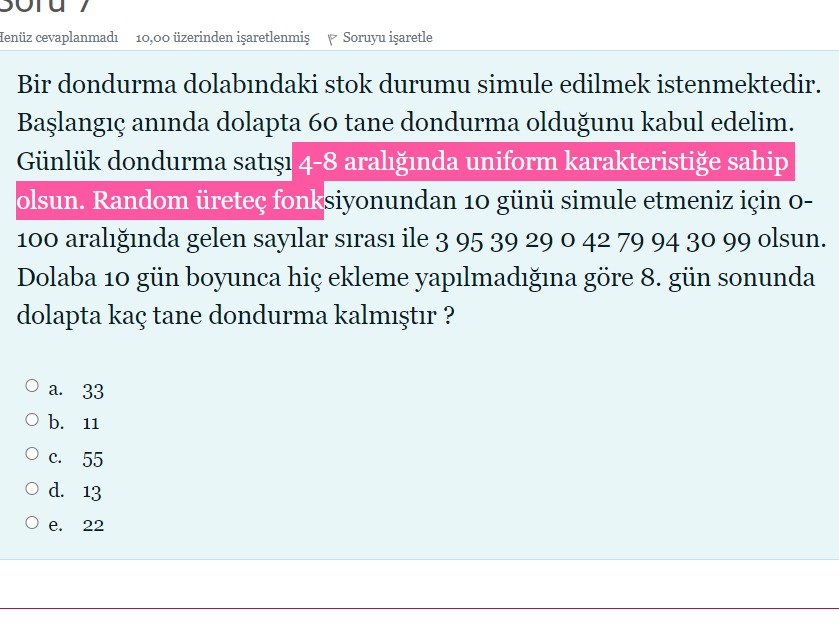 Soru 7
Henüz cevaplanmadı 10,00 üzerinden işaretlenmiş Soruyu işaretle
Bir dondurma dolabındaki stok durumu simule edilmek istenmektedir.
Başlangıç anında dolapta 60 tane dondurma olduğunu kabul edelim.
Günlük dondurma satışı 4-8 aralığında uniform karakteristiğe sahip
olsun. Random üreteç fonksiyonundan 10 günü simule etmeniz için 0-
100 aralığında gelen sayılar sırası ile 3 95 39 29 0 42 79 94 30 99 olsun.
Dolaba 10 gün boyunca hiç ekleme yapılmadığına göre 8. gün sonunda
dolapta kaç tane dondurma kalmıştır ?
a. 33
b. 11
c. 55
d. 13
e. 22